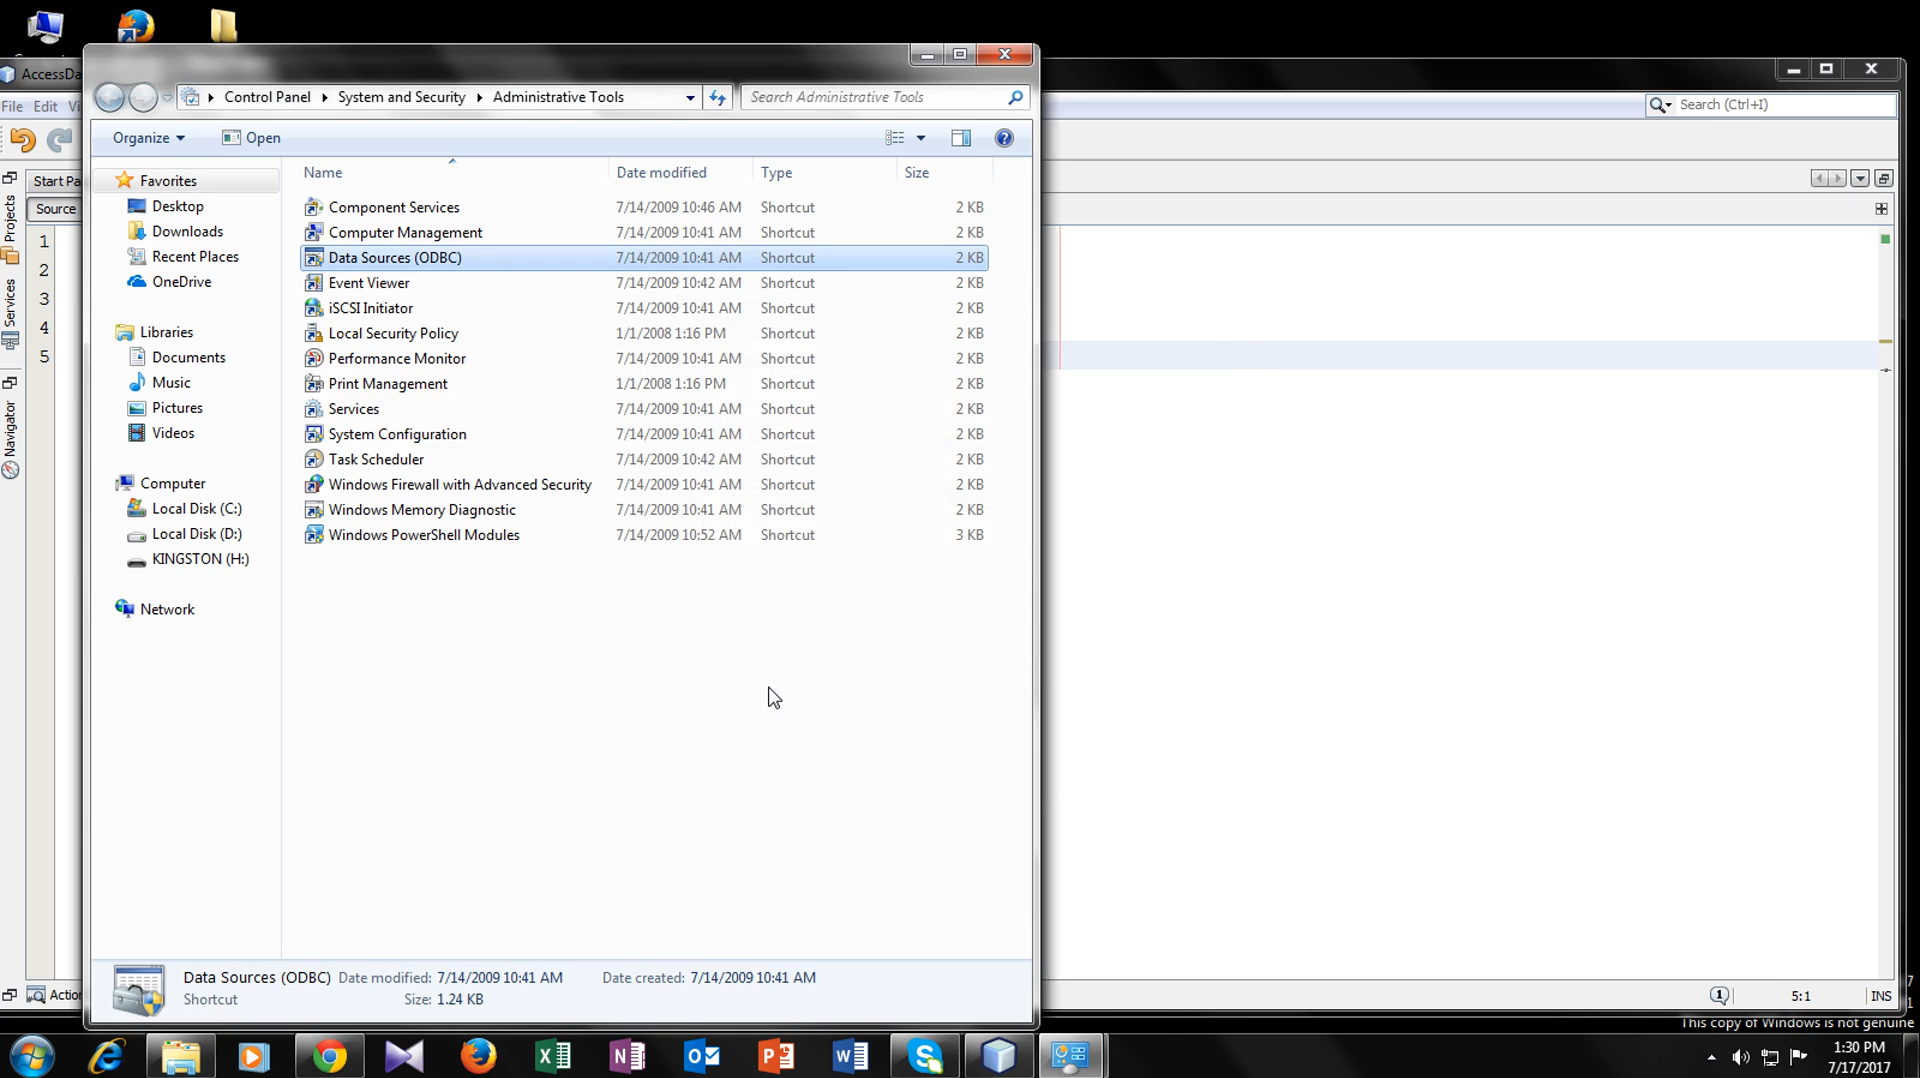 AccessDa
Control Panel
System and Security
Administrative Tools
Search Administrative Tools
File Edit
Search (Ctrl+I)
Organize
Open
Name
Date modified
Type
Size
Start Pa
Source
Projects
Services
Navigator
1
2
3
4
5
Favorites
Desktop
Downloads
Recent Places
OneDrive
Libraries
Documents
Music
Pictures
Videos
Computer
Local Disk (C:)
Local Disk (D:)
KINGSTON (H:)
Network
Component Services 7/14/2009 10:46 AM Shortcut 2 KB
Computer Management 7/14/2009 10:41 AM Shortcut 2 KB
Data Sources (ODBC) 7/14/2009 10:41 AM Shortcut 2 KB
Event Viewer 7/14/2009 10:42 AM Shortcut 2 KB
iSCSI Initiator 7/14/2009 10:41 AM Shortcut 2 KB
Local Security Policy 1/1/2008 1:16 PM Shortcut 2 KB
Performance Monitor 7/14/2009 10:41 AM Shortcut 2 KB
Print Management 1/1/2008 1:16 PM Shortcut 2 KB
Services 7/14/2009 10:41 AM Shortcut 2 KB
System Configuration 7/14/2009 10:41 AM Shortcut 2 KB
Task Scheduler 7/14/2009 10:42 AM Shortcut 2 KB
Windows Firewall with Advanced Security 7/14/2009 10:41 AM Shortcut 2 KB
Windows Memory Diagnostic 7/14/2009 10:41 AM Shortcut 2 KB
Windows PowerShell Modules 7/14/2009 10:52 AM Shortcut 3 KB
Data Sources (ODBC) Date modified: 7/14/2009 10:41 AM Date created: 7/14/2009 10:41 AM
Shortcut Size: 1.24 KB
Action
5:1
INS
This copy of Windows is not genuine
1:30 PM
7/17/2017